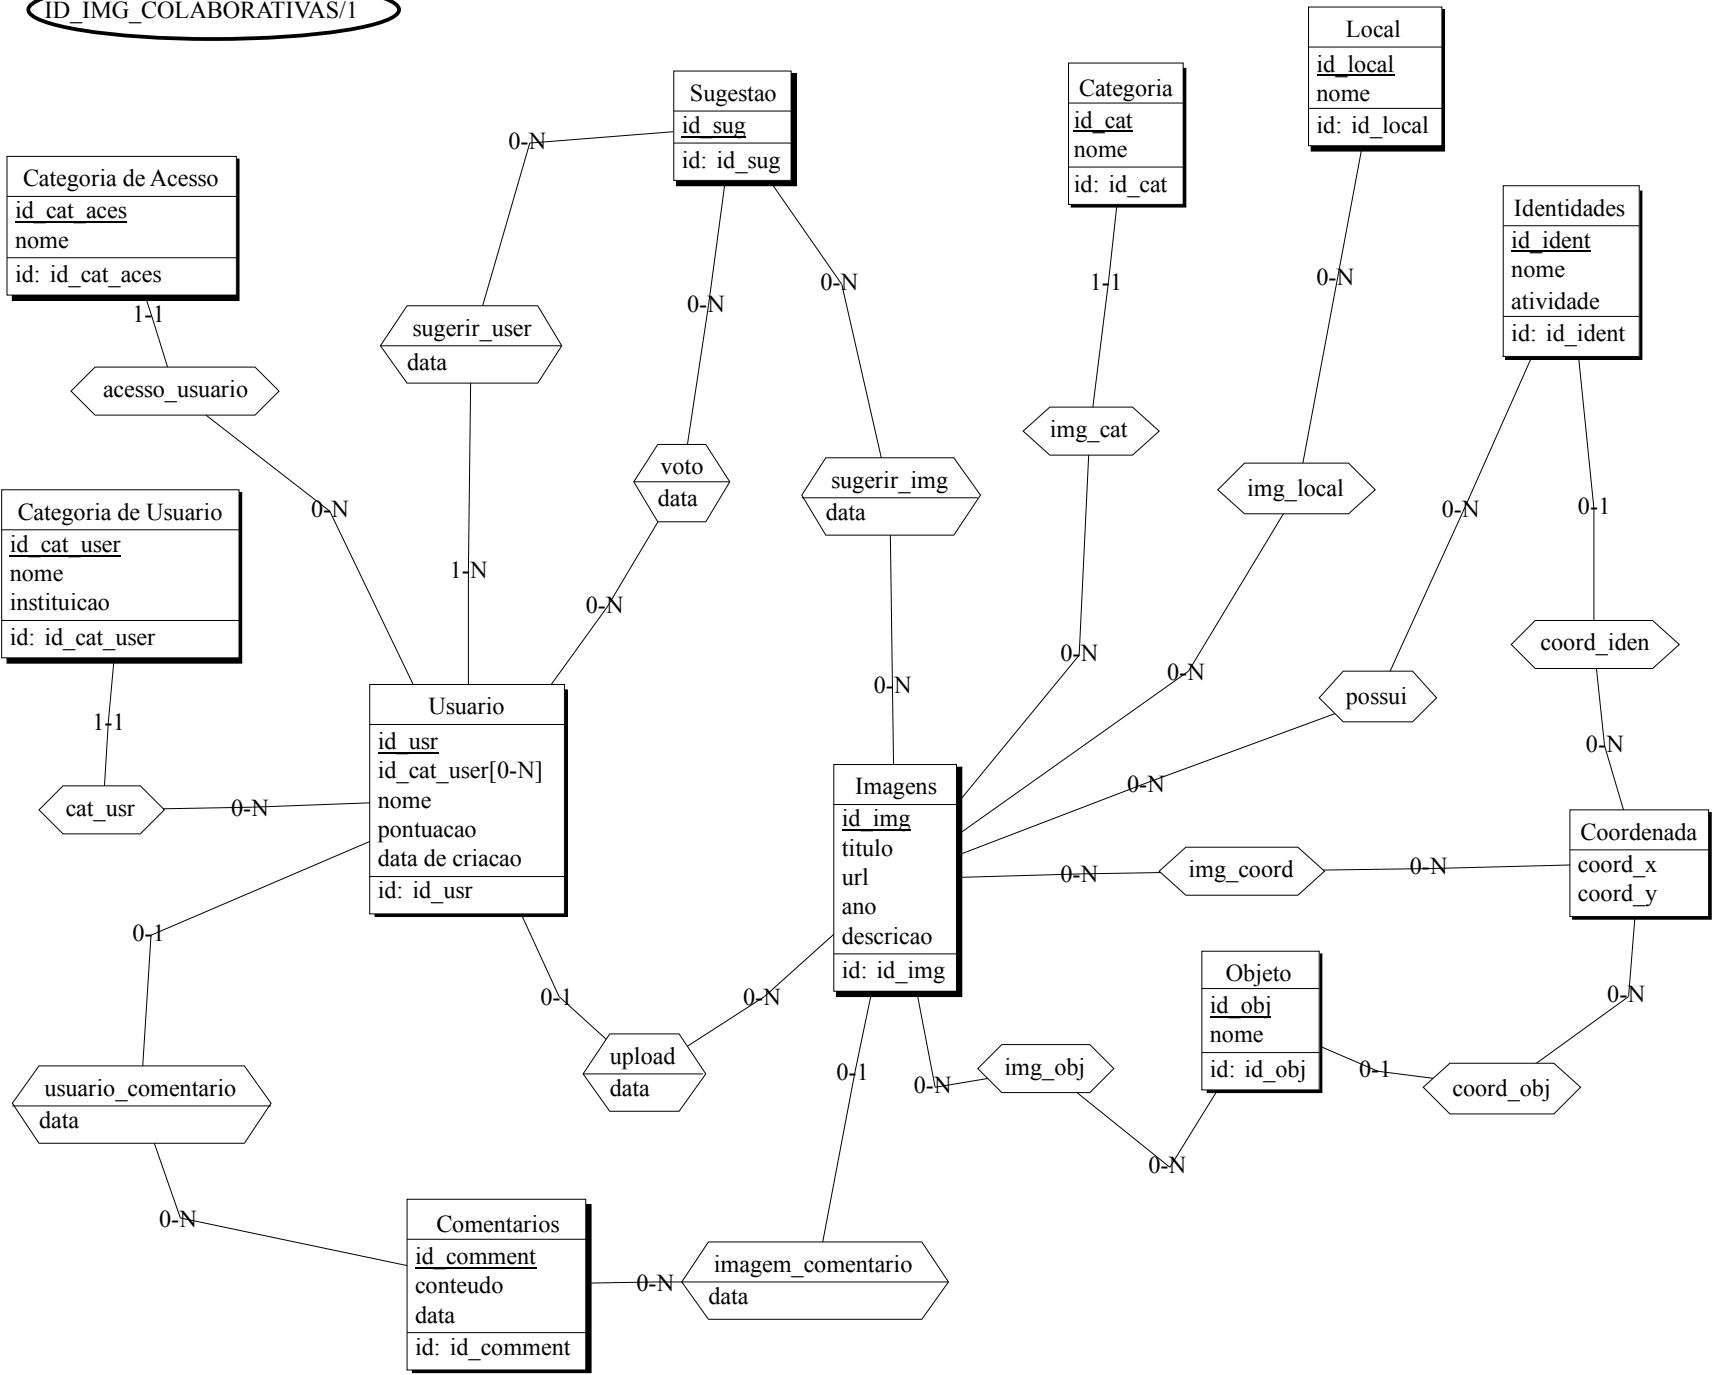 ID_IMG_COLABORATIVAS/1
Local
id_local
nome
id: id_local
Sugestao
id_sug
id: id_sug
Categoria
id_cat
nome
id: id_cat
Categoria de Acesso
id_cat_aces
nome
id: id_cat_aces
Identidades
id_ident
nome
atividade
id: id_ident
0-N
0-N
0-N
0-N
1-1
0-N
1-1
sugerir_user
data
acesso_usuario
img_cat
voto
data
sugerir_img
data
img_local
0-N
0-N
0-1
Categoria de Usuario
id_cat_user
nome
instituicao
id: id_cat_user
1-N
0-N
0-N
0-N
0-N
coord_iden
possui
1-1
0-N
Usuario
id_usr
id_cat_user[0-N]
nome
pontuacao
data de criacao
id: id_usr
cat_usr
0-N
0-N
Imagens
id_img
titulo
url
ano
descricao
id: id_img
0-N
img_coord
0-N
Coordenada
coord_x
coord_y
0-1
0-1
0-N
Objeto
id_obj
nome
id: id_obj
0-N
upload
data
0-1
0-N
img_obj
0-1
coord_obj
usuario_comentario
data
0-N
0-N
Comentarios
id_comment
conteudo
data
id: id_comment
0-N
imagem_comentario
data